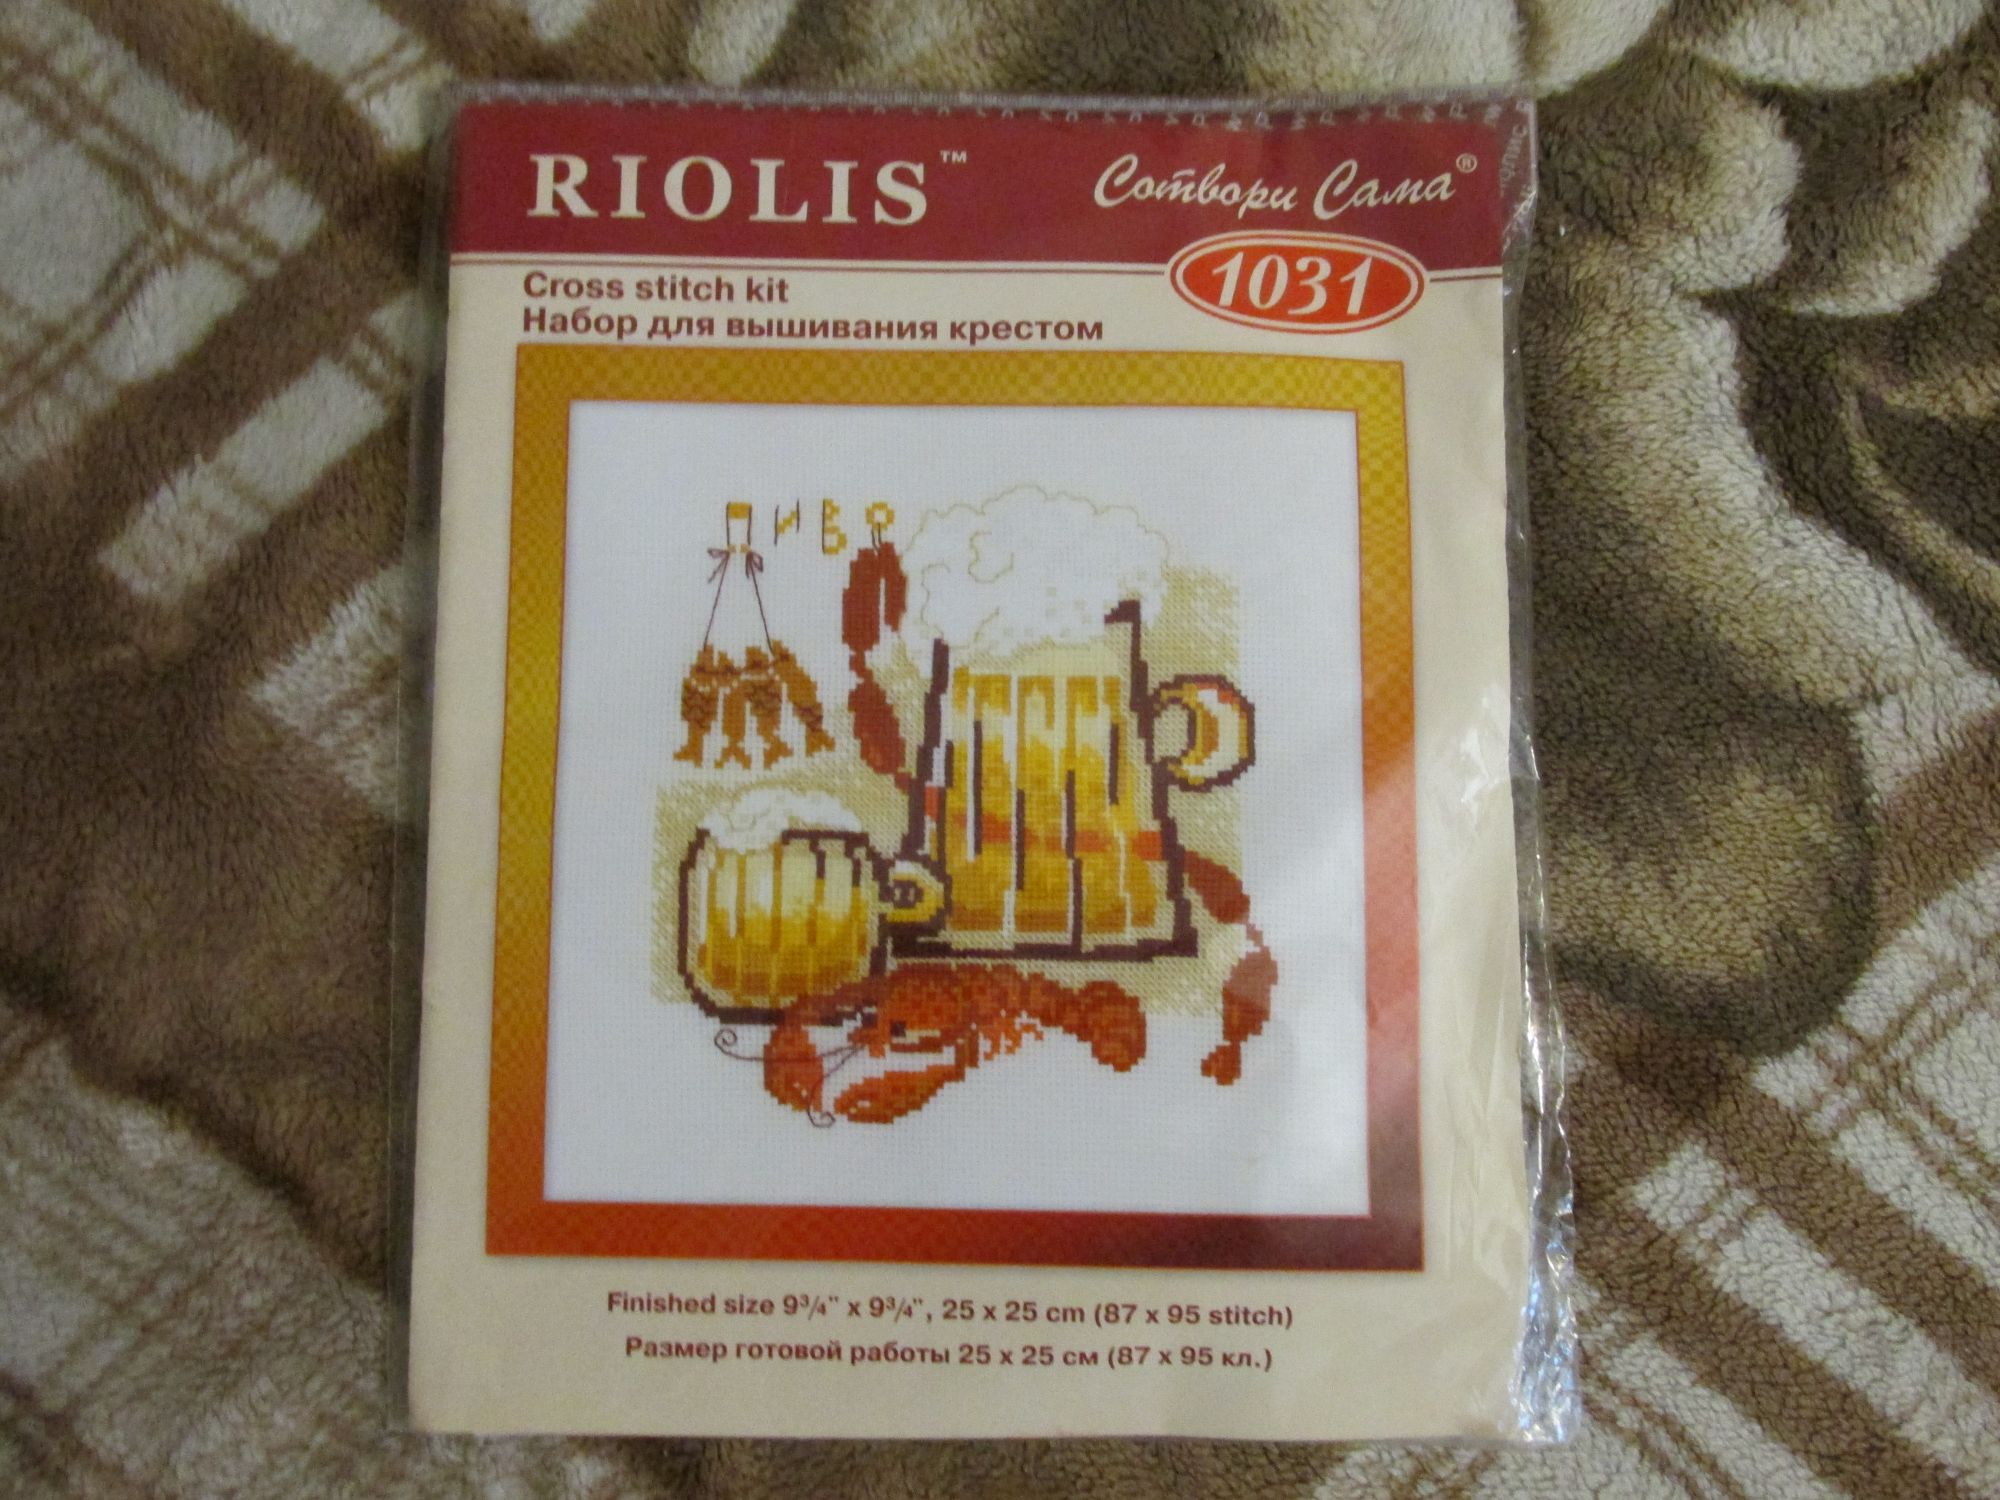 RIOLIS™ Сотвори Сама®
1031
Cross stitch kit
Набор для вышивания крестом
ПИВО
Finished size 9¾" x 9¾", 25 x 25 cm (87 x 95 stitch)
Размер готовой работы 25 x 25 см (87 x 95 кл.)